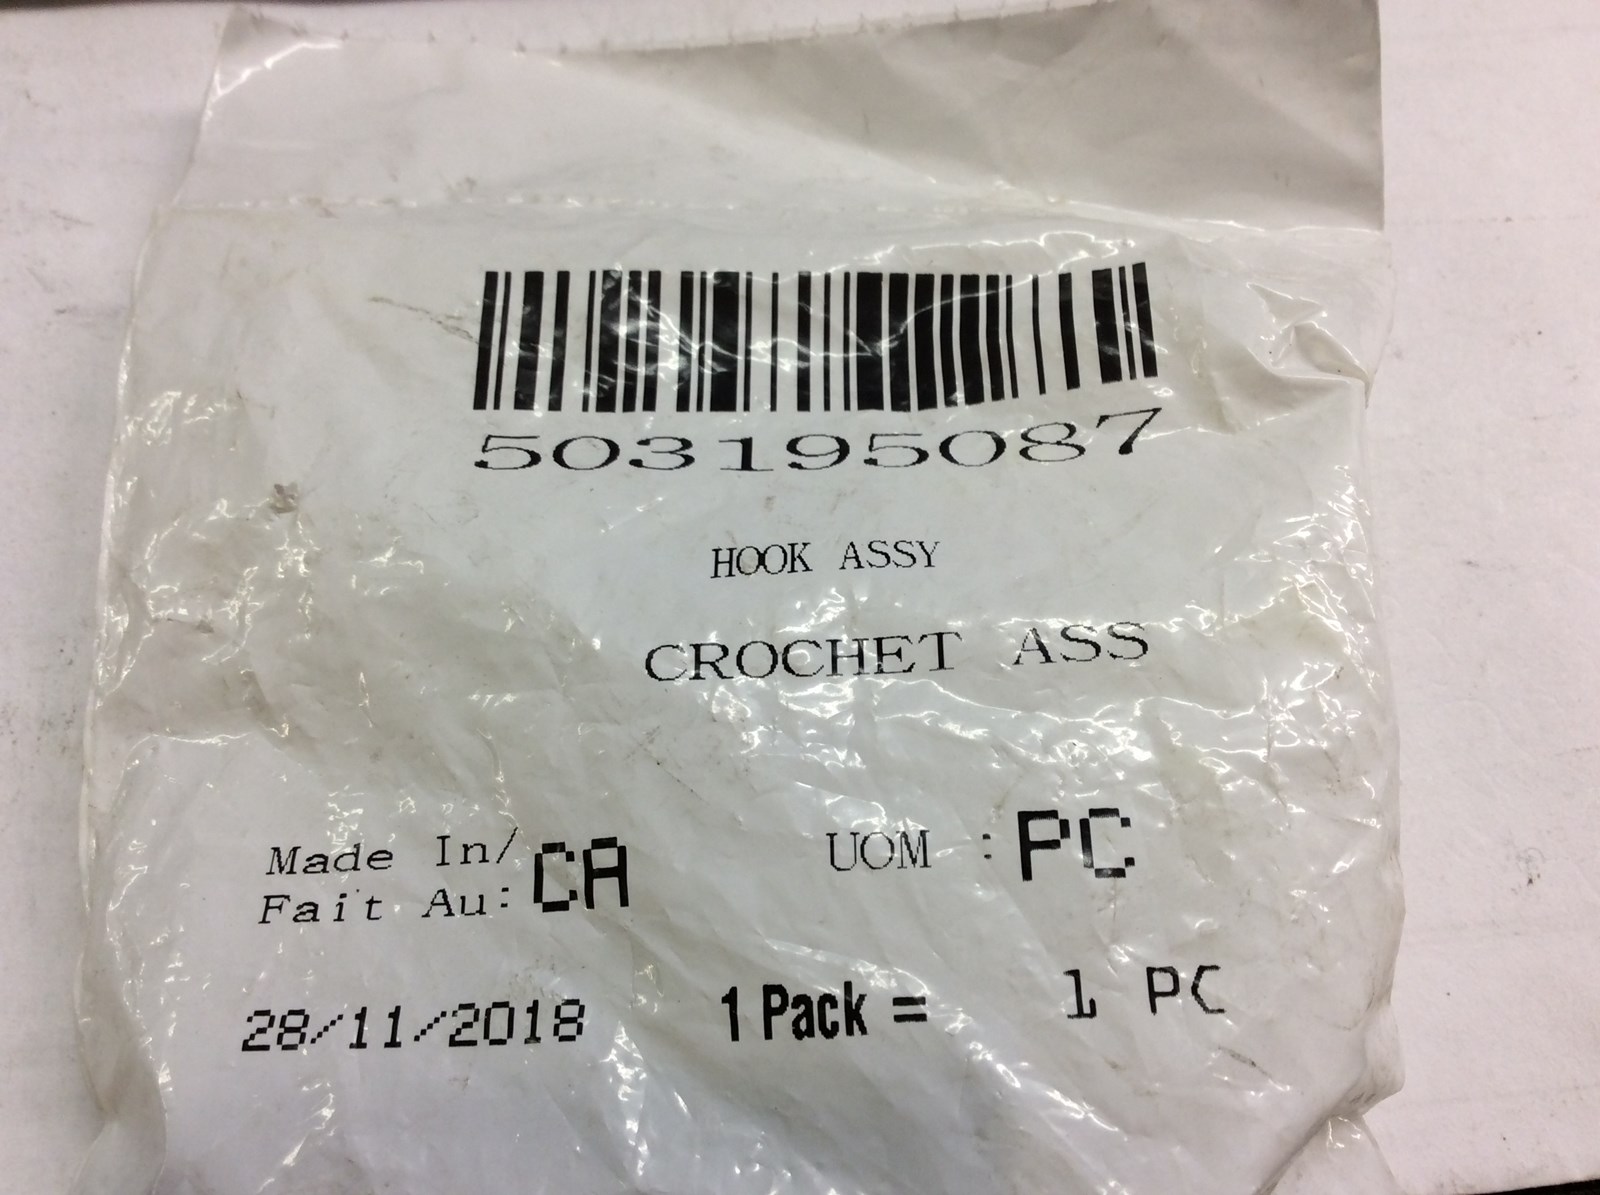 503195087
HOOK ASSY
CROCHET ASS
Made In/
Fait Au: CA
UOM : PC
28/11/2018
1 Pack = 1 PC